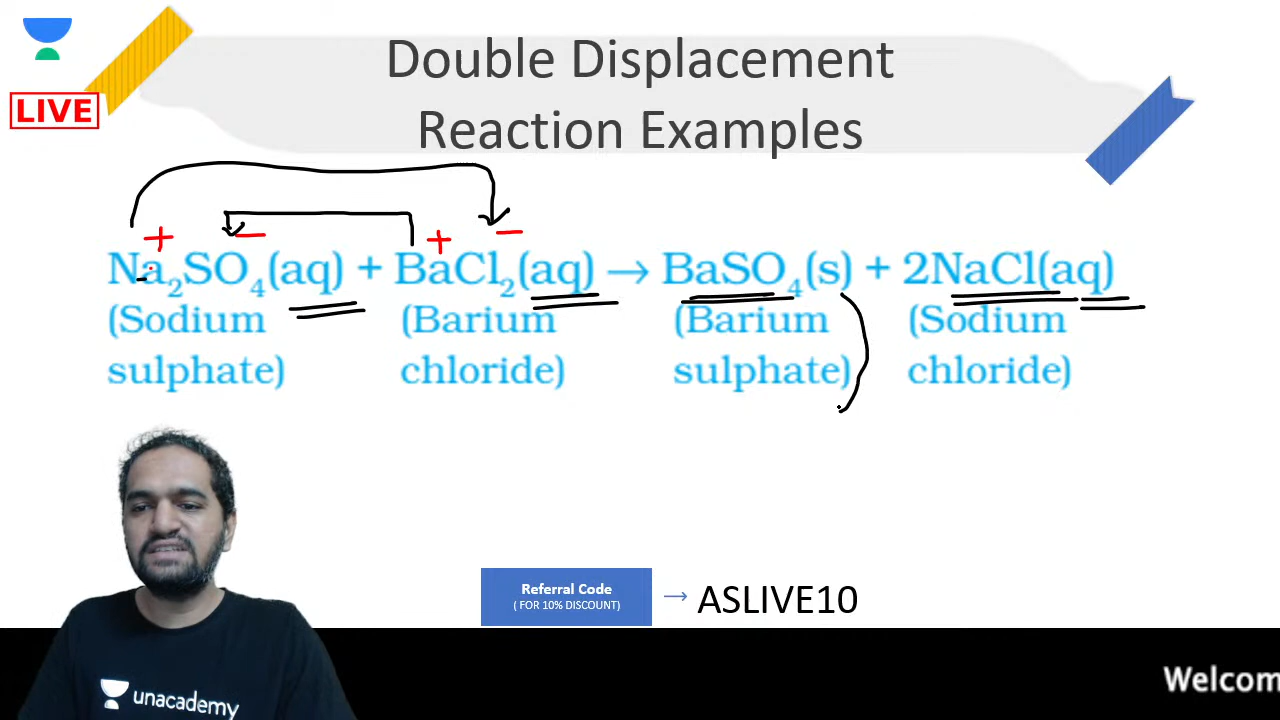 Double Displacement
Reaction Examples
LIVE
+ − + −
Na₂SO₄(aq) + BaCl₂(aq) → BaSO₄(s) + 2NaCl(aq)
(Sodium (Barium (Barium (Sodium
sulphate) chloride) sulphate) chloride)
Referral Code → ASLIVE10
( FOR 10% DISCOUNT)
unacademy
Welcom